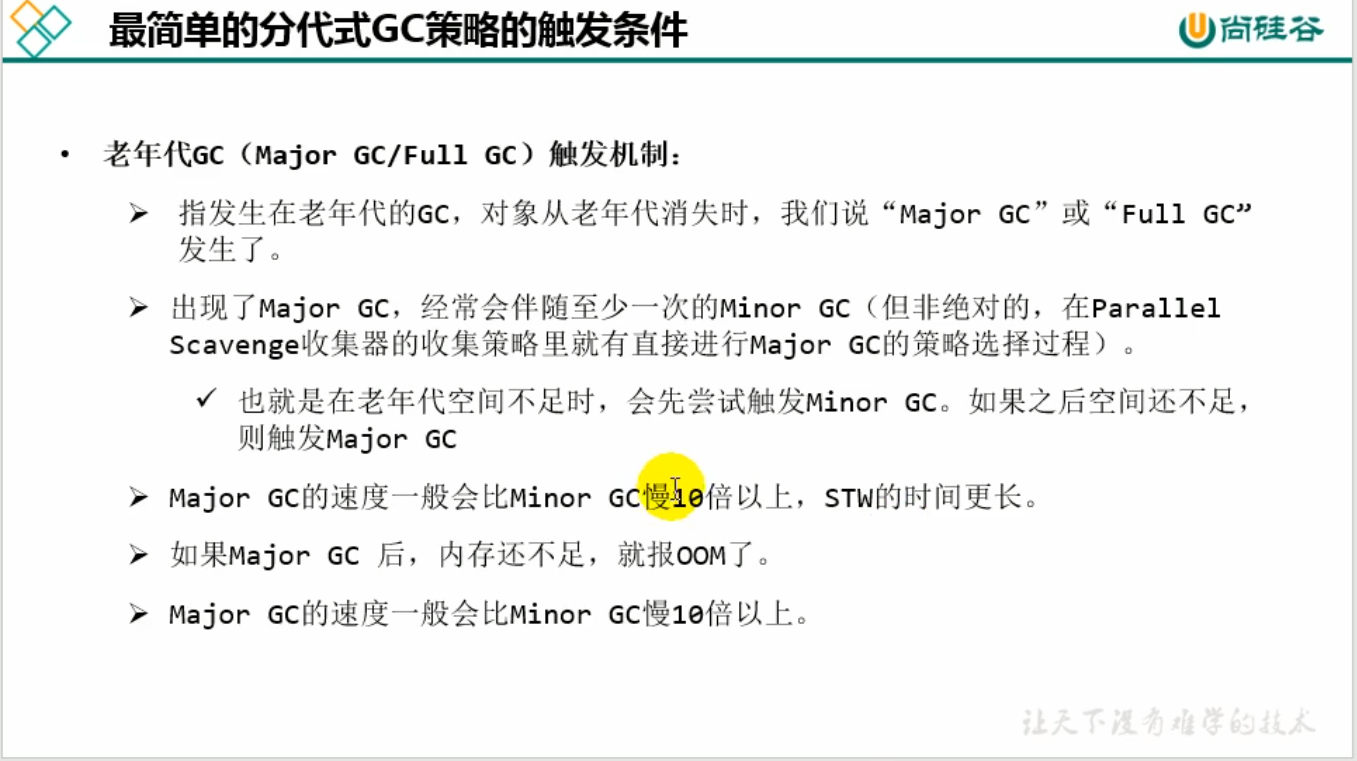 最简单的分代式GC策略的触发条件
尚硅谷
• 老年代GC（Major GC/Full GC）触发机制：
➢ 指发生在老年代的GC，对象从老年代消失时，我们说“Major GC”或“Full GC”
发生了。
➢ 出现了Major GC，经常会伴随至少一次的Minor GC（但非绝对的，在Parallel
Scavenge收集器的收集策略里就有直接进行Major GC的策略选择过程）。
✓ 也就是在老年代空间不足时，会先尝试触发Minor GC。如果之后空间还不足，
则触发Major GC
➢ Major GC的速度一般会比Minor GC慢10倍以上，STW的时间更长。
➢ 如果Major GC 后，内存还不足，就报OOM了。
➢ Major GC的速度一般会比Minor GC慢10倍以上。
让天下没有难学的技术